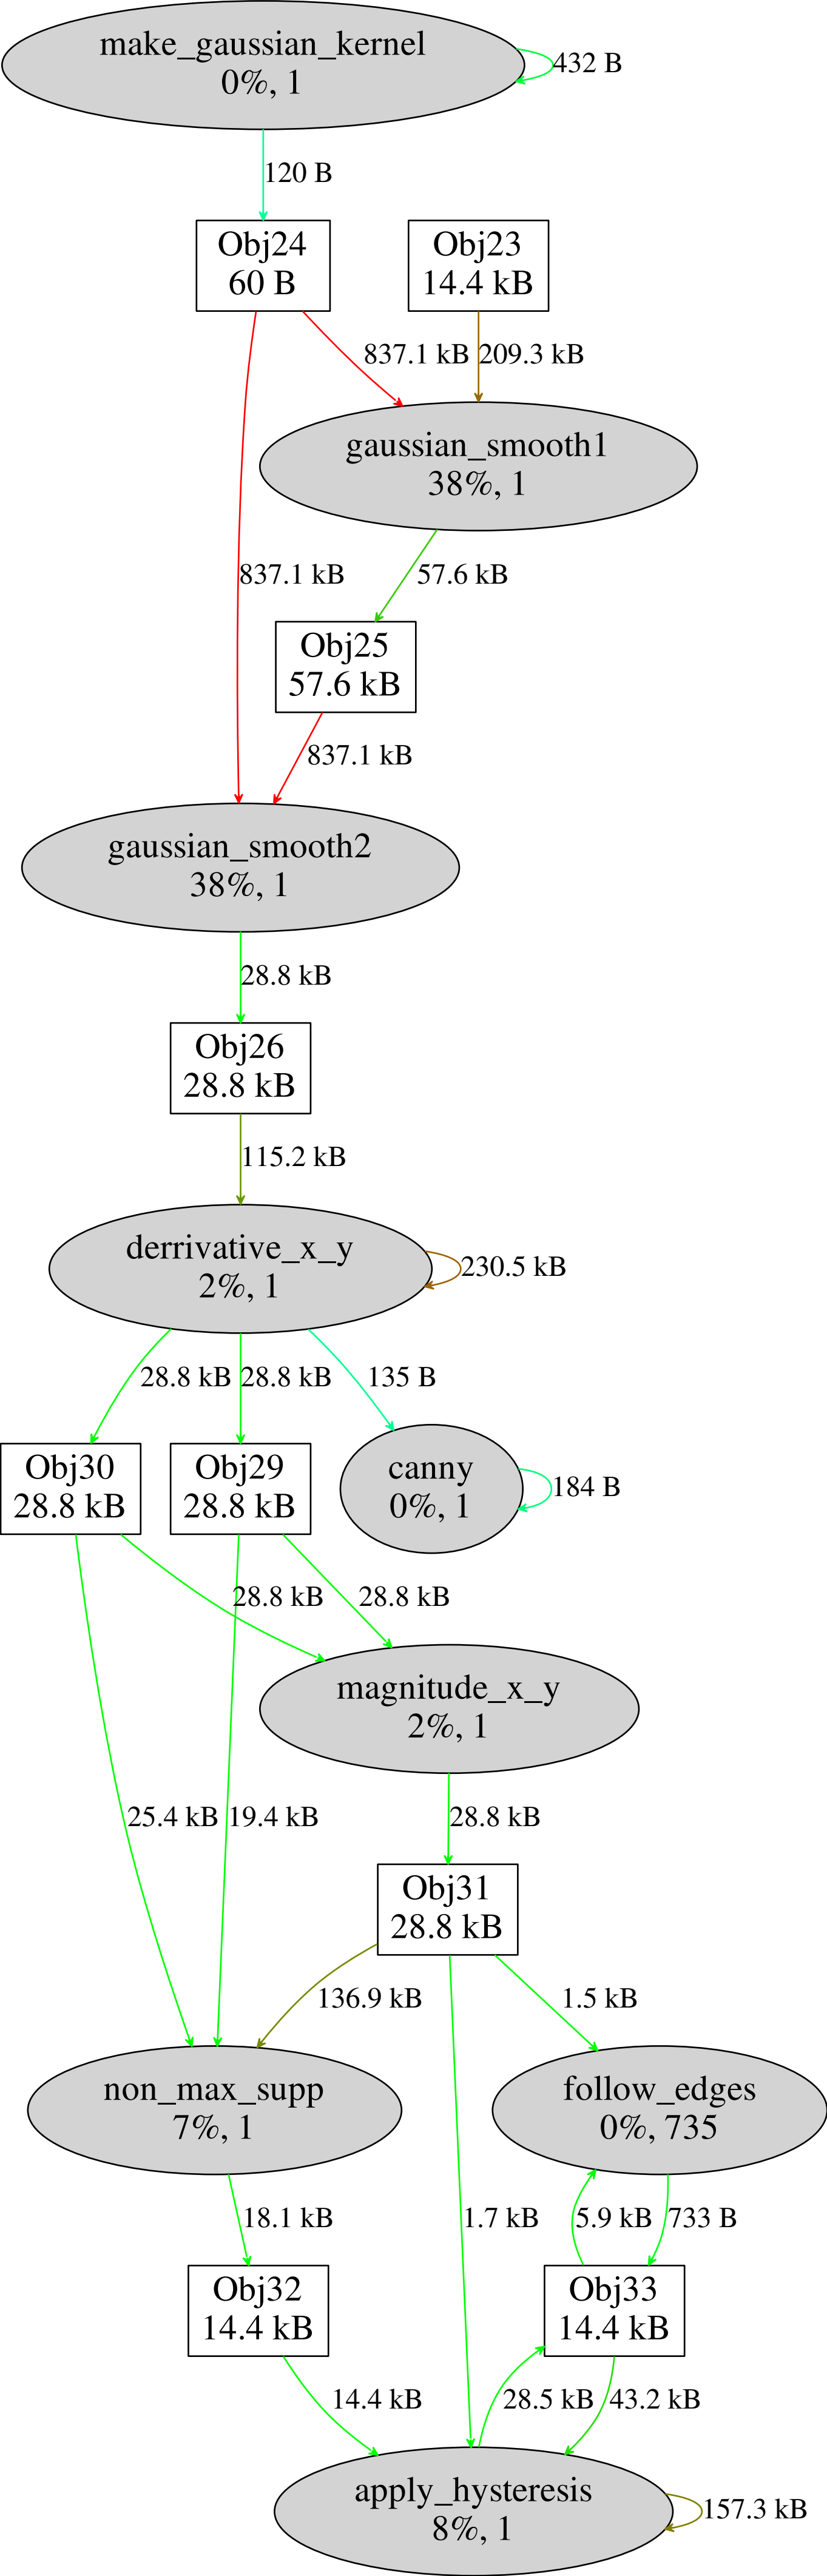 make_gaussian_kernel
0%, 1
432 B
120 B
Obj24
60 B
Obj23
14.4 kB
837.1 kB
209.3 kB
gaussian_smooth1
38%, 1
837.1 kB
57.6 kB
Obj25
57.6 kB
837.1 kB
gaussian_smooth2
38%, 1
28.8 kB
Obj26
28.8 kB
115.2 kB
derrivative_x_y
2%, 1
230.5 kB
28.8 kB
28.8 kB
135 B
Obj30
28.8 kB
Obj29
28.8 kB
canny
0%, 1
184 B
28.8 kB
28.8 kB
magnitude_x_y
2%, 1
25.4 kB
19.4 kB
28.8 kB
Obj31
28.8 kB
136.9 kB
1.5 kB
non_max_supp
7%, 1
follow_edges
0%, 735
18.1 kB
1.7 kB
5.9 kB
733 B
Obj32
14.4 kB
Obj33
14.4 kB
14.4 kB
28.5 kB
43.2 kB
apply_hysteresis
8%, 1
157.3 kB